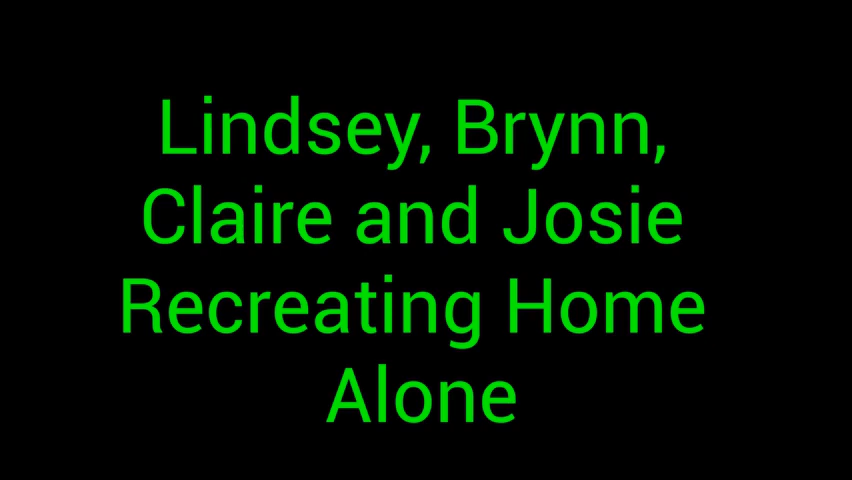 Lindsey, Brynn,
Claire and Josie
Recreating Home
Alone